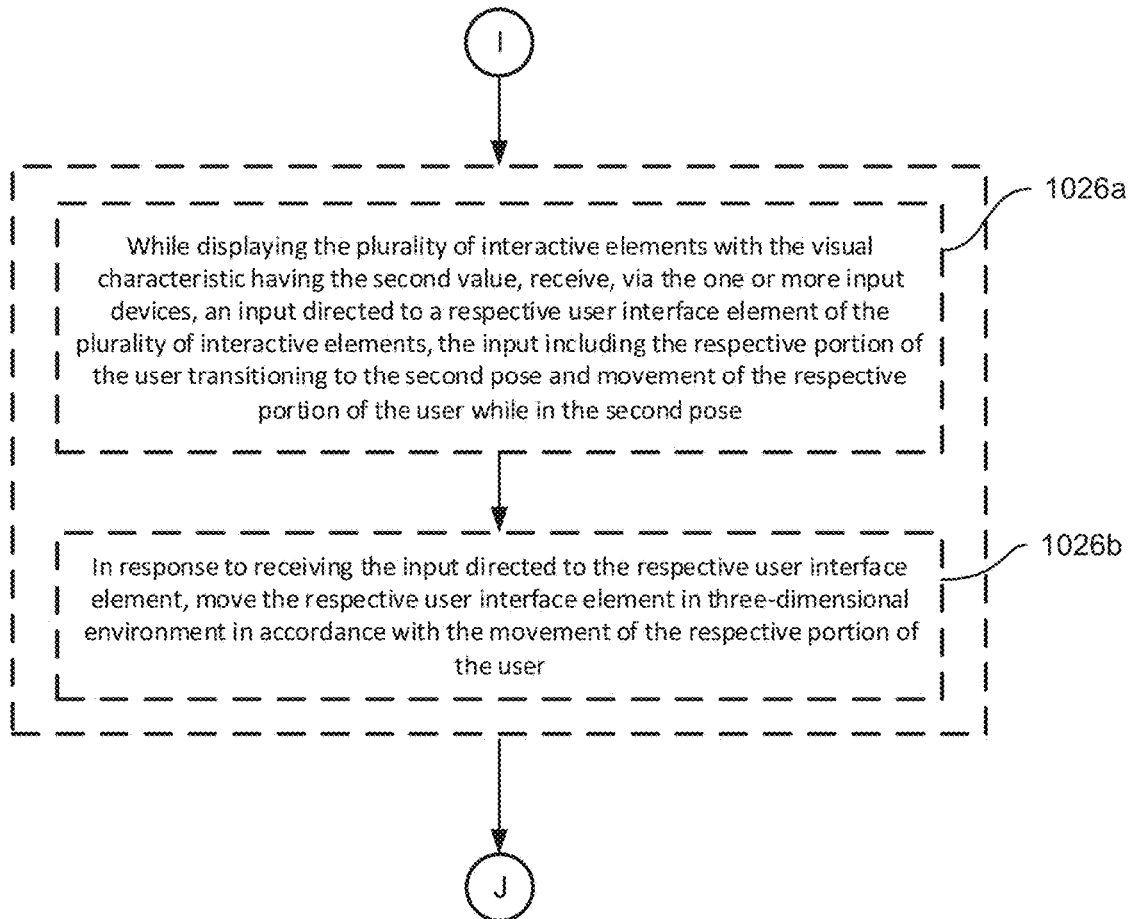 I
1026a
While displaying the plurality of interactive elements with the visual
characteristic having the second value, receive, via the one or more input
devices, an input directed to a respective user interface element of the
plurality of interactive elements, the input including the respective portion of
the user transitioning to the second pose and movement of the respective
portion of the user while in the second pose
1026b
In response to receiving the input directed to the respective user interface
element, move the respective user interface element in three-dimensional
environment in accordance with the movement of the respective portion of
the user
J